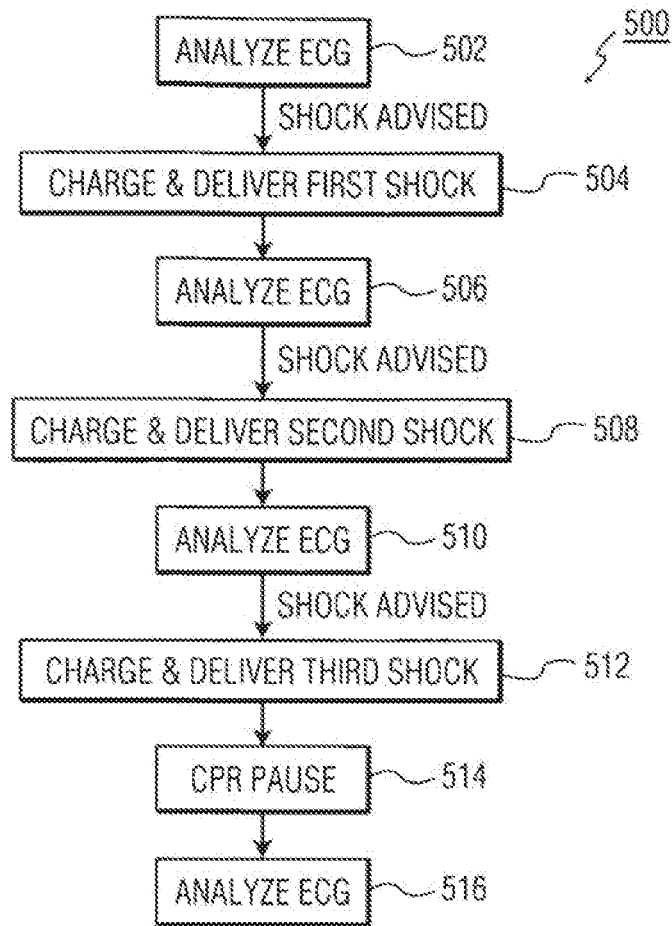 500
ANALYZE ECG 502
SHOCK ADVISED
CHARGE & DELIVER FIRST SHOCK 504
ANALYZE ECG 506
SHOCK ADVISED
CHARGE & DELIVER SECOND SHOCK 508
ANALYZE ECG 510
SHOCK ADVISED
CHARGE & DELIVER THIRD SHOCK 512
CPR PAUSE 514
ANALYZE ECG 516